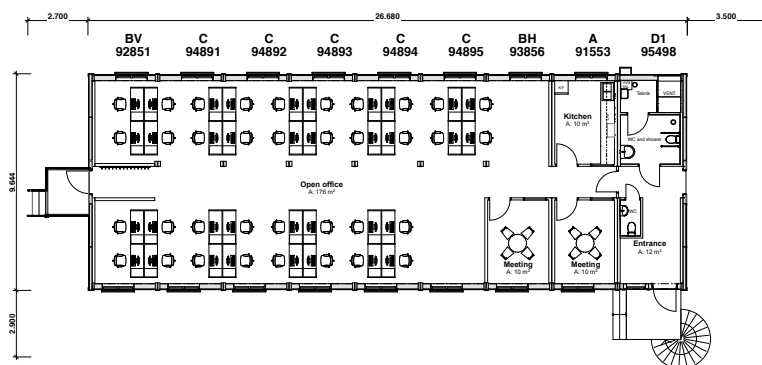 2.700
26.680
3.500
BV
92851
C
94891
C
94892
C
94893
C
94894
C
94895
BH
93856
A
91553
D1
95498
9.644
2.900
K/F
Kitchen
A: 10 m²
Teknik
VENT
WC and shower
Open office
A: 176 m²
WC
Entrance
A: 12 m²
Meeting
A: 10 m²
Meeting
A: 10 m²